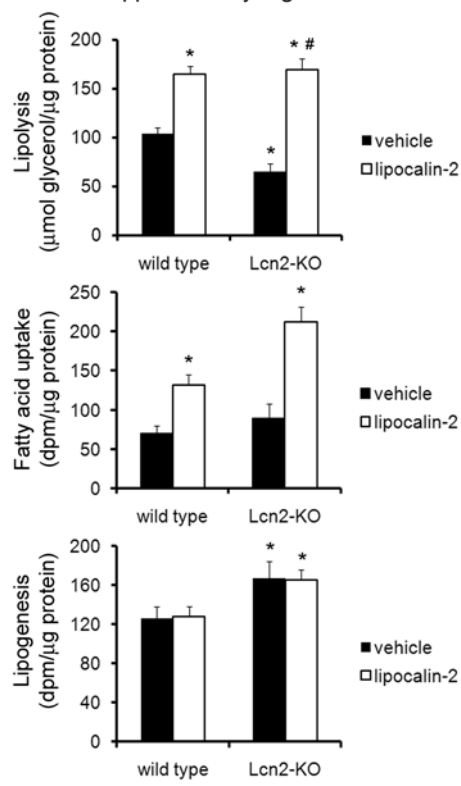 Lipolysis
(µmol glycerol/µg protein)
200
150
100
50
0
*
*
* #
wild type
Lcn2-KO
vehicle
lipocalin-2
Fatty acid uptake
(dpm/µg protein)
250
200
150
100
50
0
*
*
wild type
Lcn2-KO
vehicle
lipocalin-2
Lipogenesis
(dpm/µg protein)
200
160
120
80
40
0
*
*
wild type
Lcn2-KO
vehicle
lipocalin-2